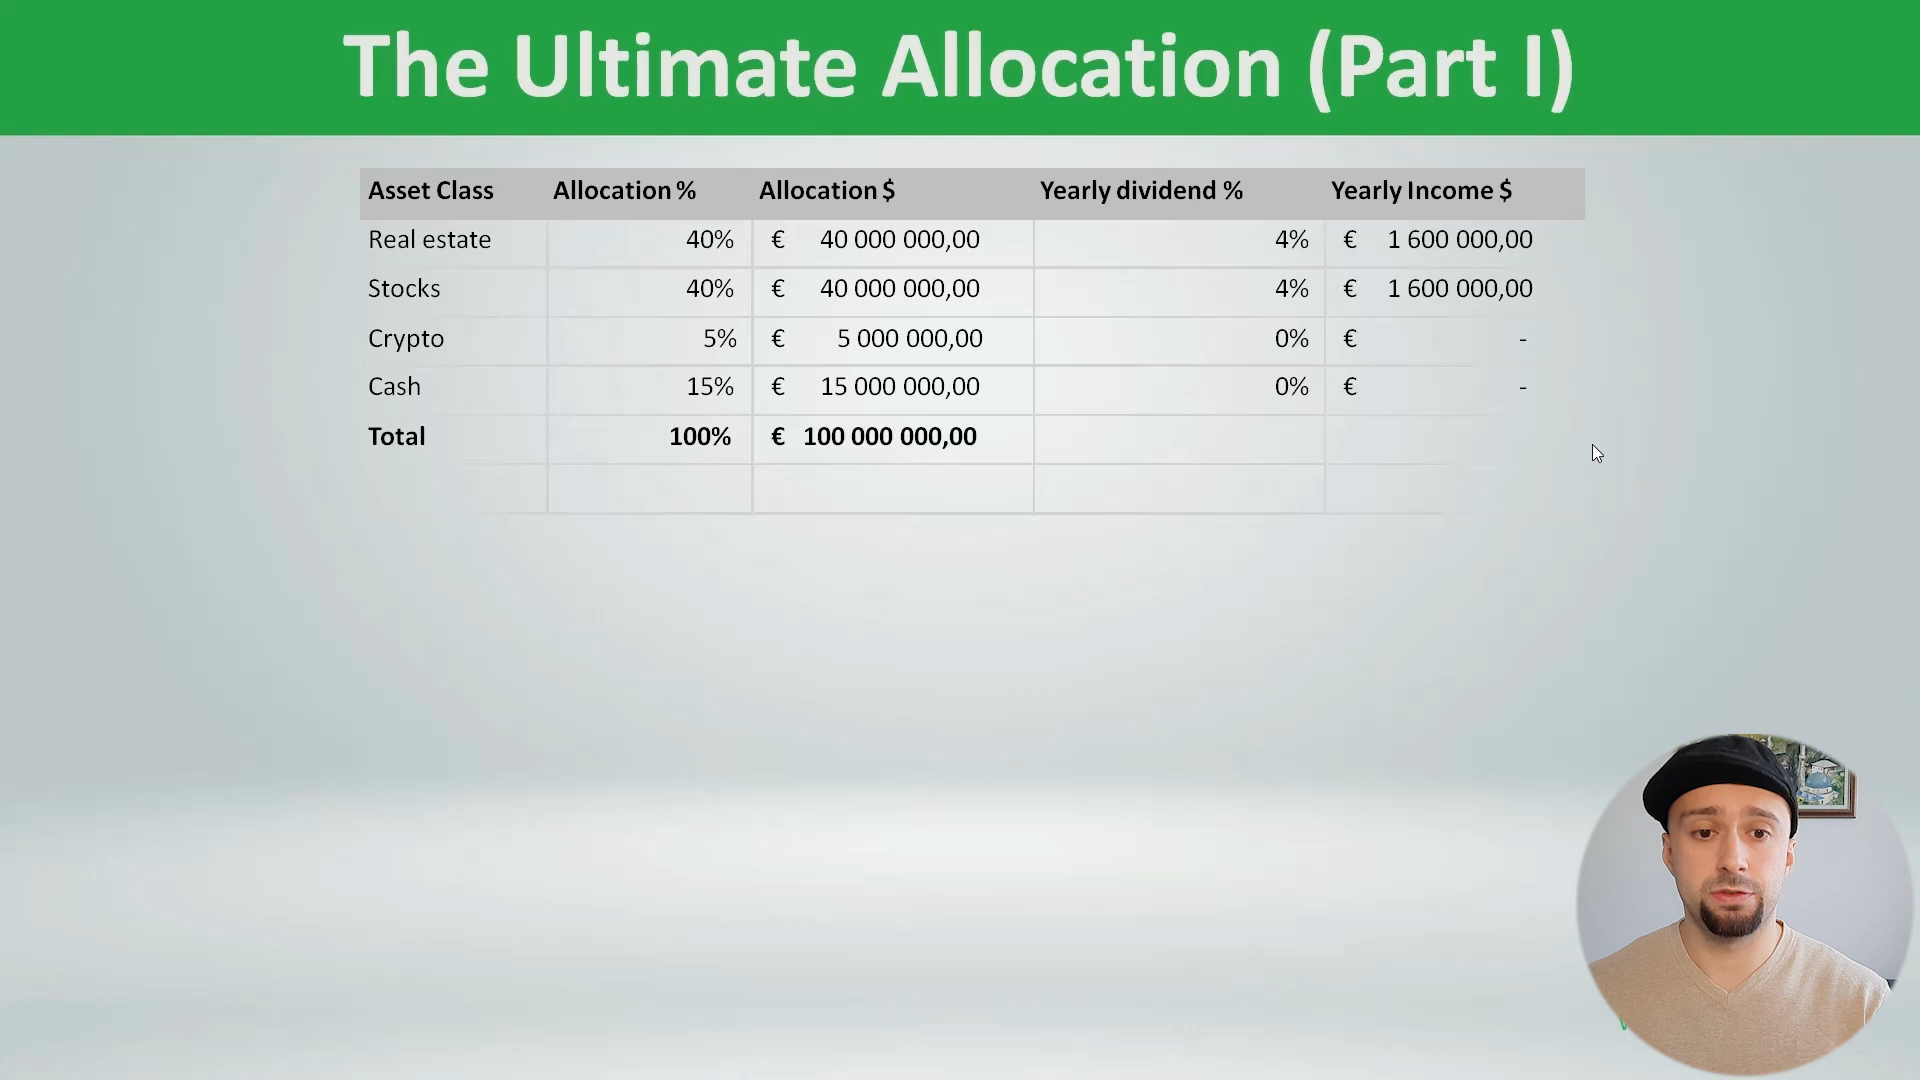 The Ultimate Allocation (Part I)
Asset Class Allocation % Allocation $ Yearly dividend % Yearly Income $
Real estate 40% € 40 000 000,00 4% € 1 600 000,00
Stocks 40% € 40 000 000,00 4% € 1 600 000,00
Crypto 5% € 5 000 000,00 0% € -
Cash 15% € 15 000 000,00 0% € -
Total 100% € 100 000 000,00